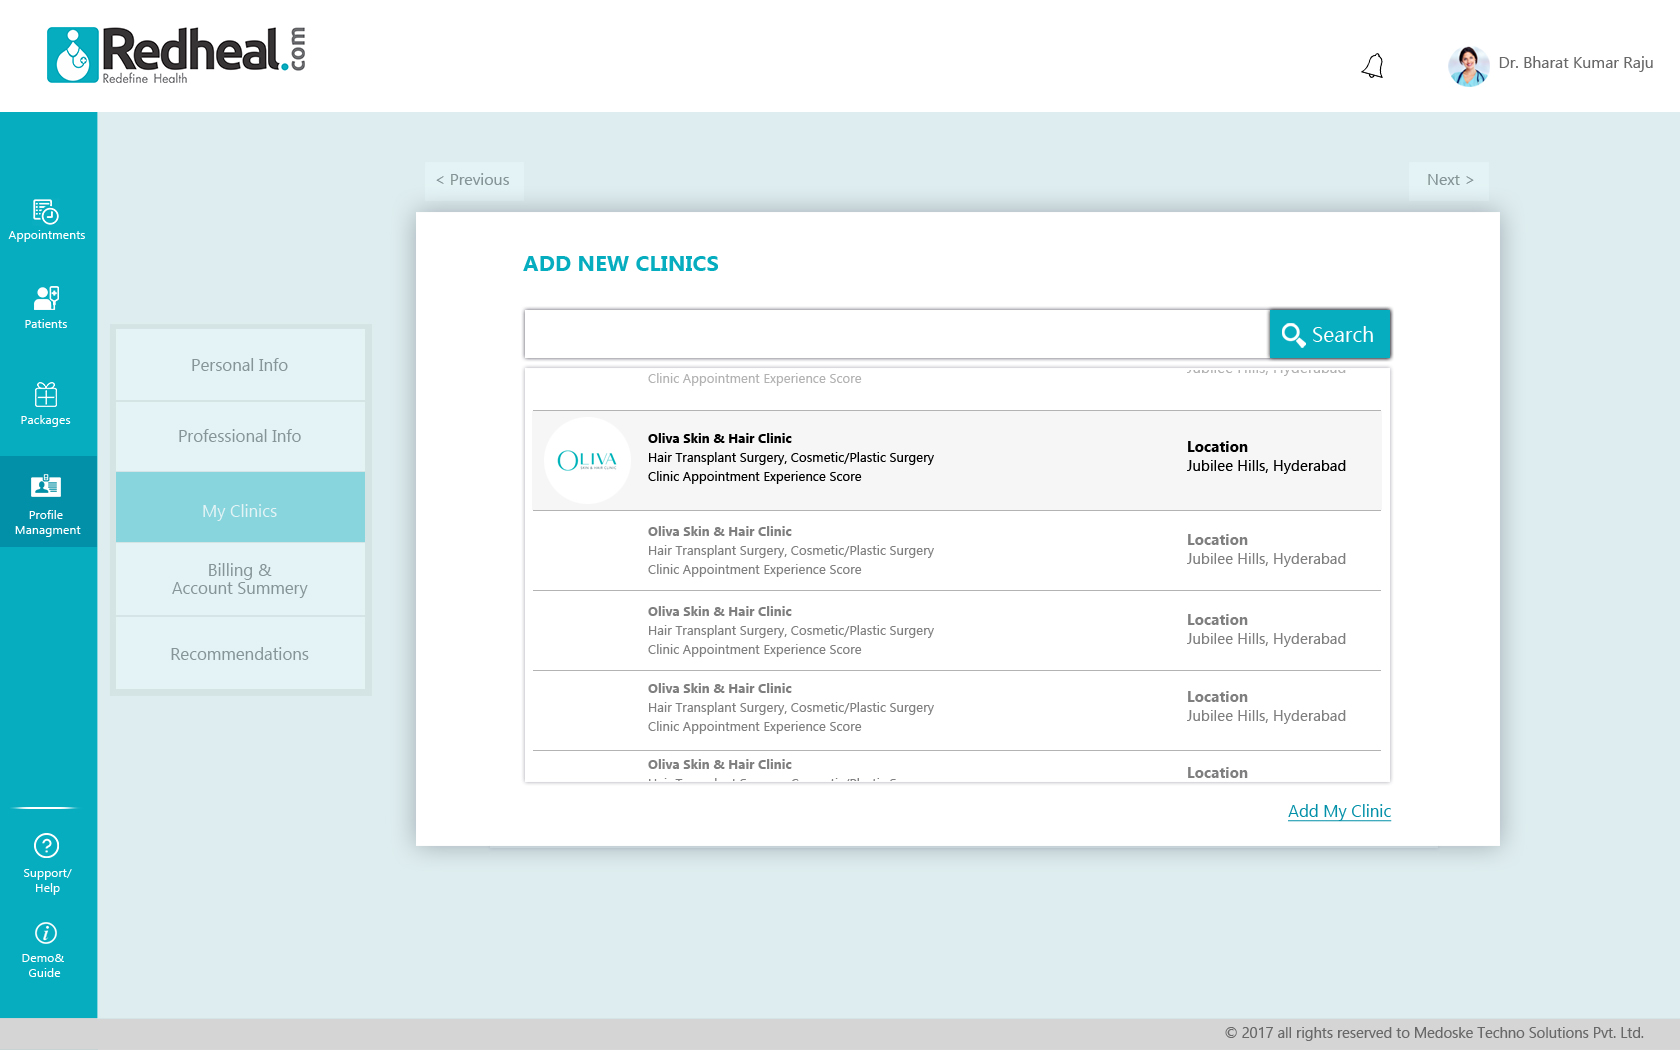 Redheal.com
Redefine Health
Dr. Bharat Kumar Raju
Appointments
Patients
Packages
Profile
Managment
Support/
Help
Demo&
Guide
Personal Info
Professional Info
My Clinics
Billing &
Account Summery
Recommendations
< Previous
Next >
ADD NEW CLINICS
Search
Jubilee Hills, Hyderabad
Clinic Appointment Experience Score
OLIVA
SKIN & HAIR CLINIC
Oliva Skin & Hair Clinic
Hair Transplant Surgery, Cosmetic/Plastic Surgery
Clinic Appointment Experience Score
Location
Jubilee Hills, Hyderabad
Oliva Skin & Hair Clinic
Hair Transplant Surgery, Cosmetic/Plastic Surgery
Clinic Appointment Experience Score
Location
Jubilee Hills, Hyderabad
Oliva Skin & Hair Clinic
Hair Transplant Surgery, Cosmetic/Plastic Surgery
Clinic Appointment Experience Score
Location
Jubilee Hills, Hyderabad
Oliva Skin & Hair Clinic
Hair Transplant Surgery, Cosmetic/Plastic Surgery
Clinic Appointment Experience Score
Location
Jubilee Hills, Hyderabad
Oliva Skin & Hair Clinic
Location
Add My Clinic
© 2017 all rights reserved to Medoske Techno Solutions Pvt. Ltd.